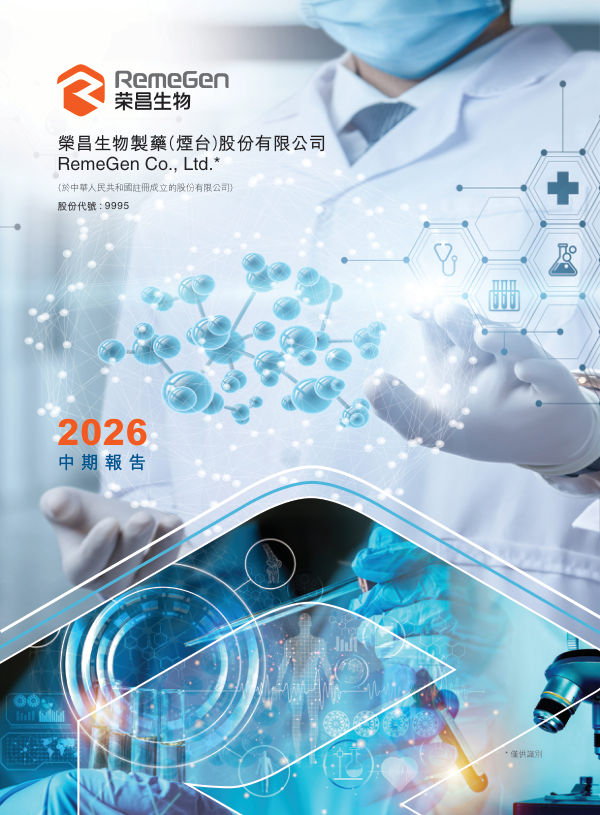 RemeGen
荣昌生物
榮昌生物製藥(煙台)股份有限公司
RemeGen Co., Ltd.*
(於中華人民共和國註冊成立的股份有限公司)
股份代號 : 9995
2026
中期報告
* 僅供識別